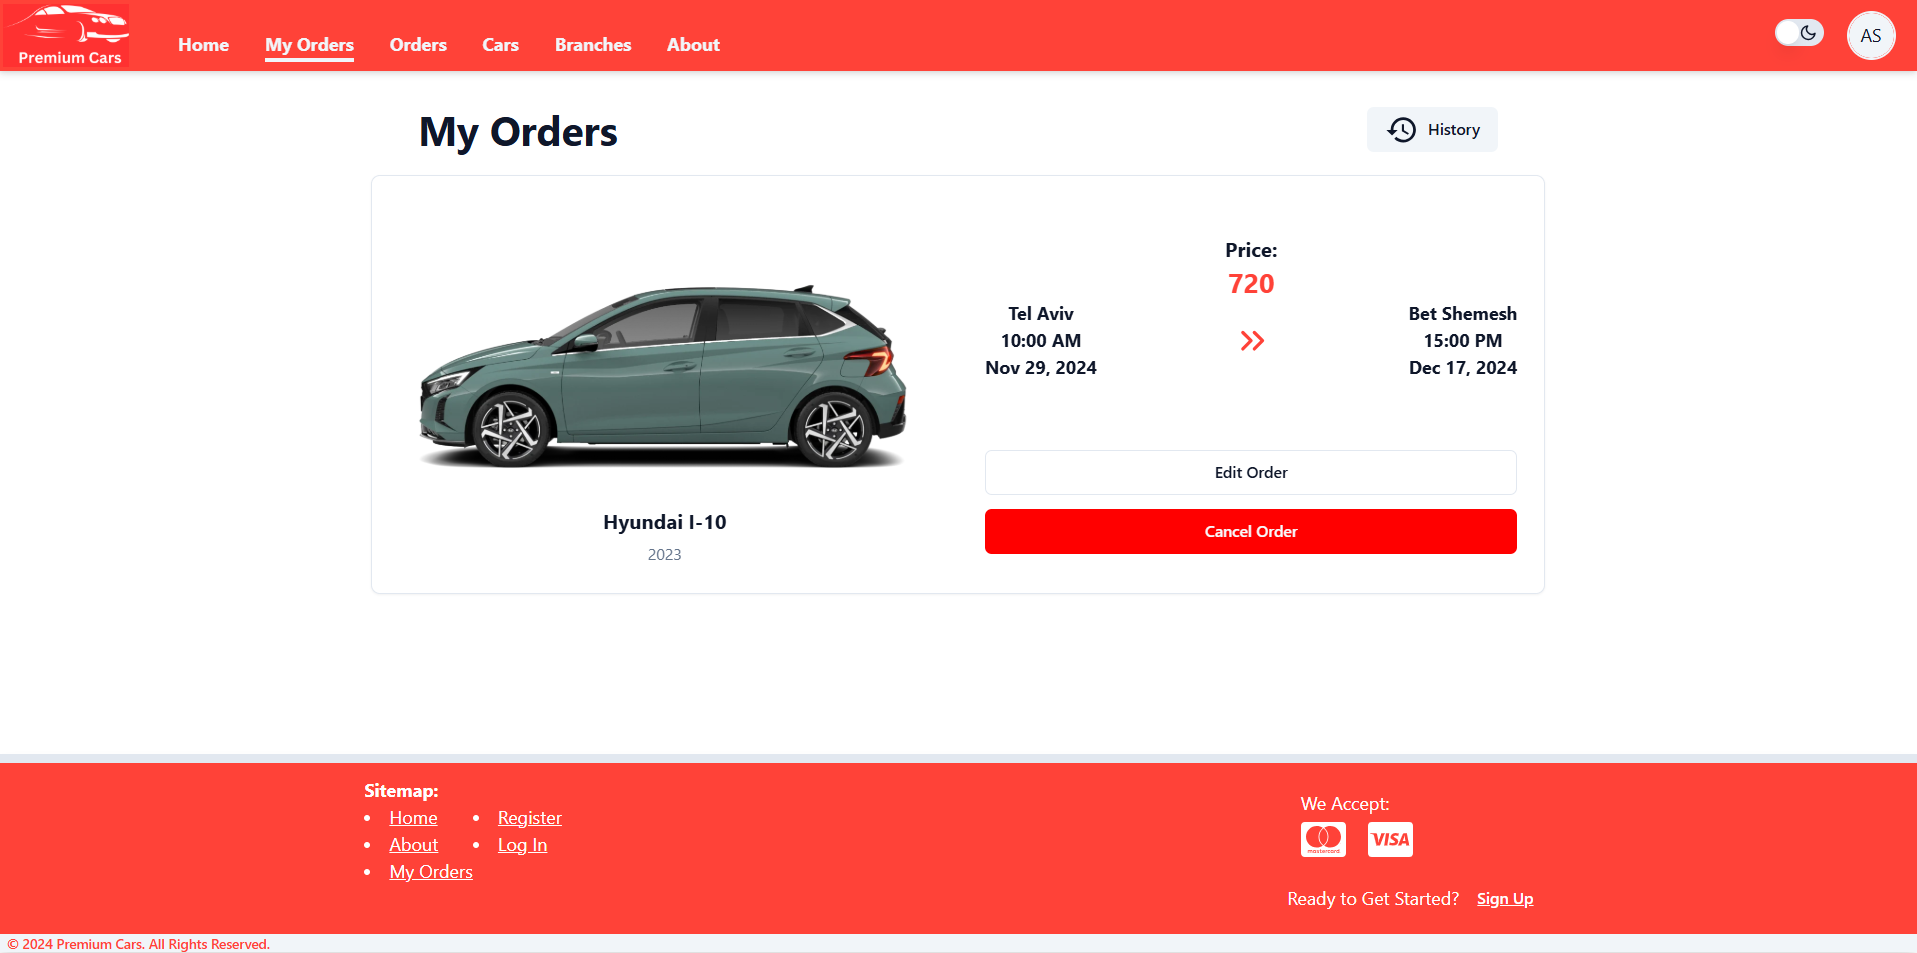 Premium Cars
Home My Orders Orders Cars Branches About
AS
My Orders
History
Price:
720
Tel Aviv
10:00 AM
Nov 29, 2024
Bet Shemesh
15:00 PM
Dec 17, 2024
Hyundai I-10
2023
Edit Order
Cancel Order
Sitemap:
• Home
• About
• My Orders
• Register
• Log In
We Accept:
mastercard
VISA
Ready to Get Started? Sign Up
© 2024 Premium Cars. All Rights Reserved.